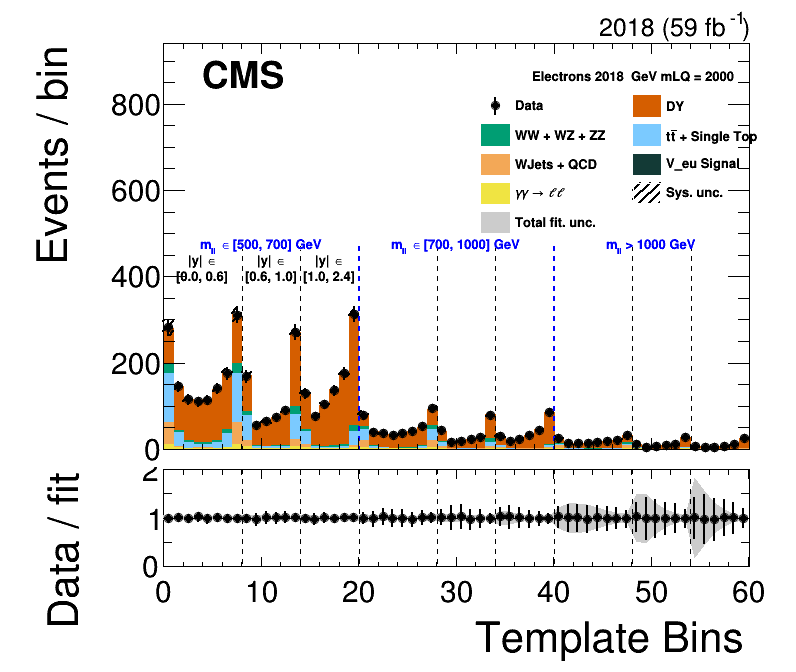 2018 (59 fb-1)
CMS
Electrons 2018 GeV mLQ = 2000
Data
DY
WW + WZ + ZZ
tt̄ + Single Top
WJets + QCD
V_eu Signal
γγ → ℓℓ
Sys. unc.
Total fit. unc.
Events / bin
800
600
400
200
0
mll ∈ [500, 700] GeV
mll ∈ [700, 1000] GeV
mll > 1000 GeV
|y| ∈
[0.0, 0.6]
|y| ∈
[0.6, 1.0]
|y| ∈
[1.0, 2.4]
Data / fit
2
1
0
0 10 20 30 40 50 60
Template Bins